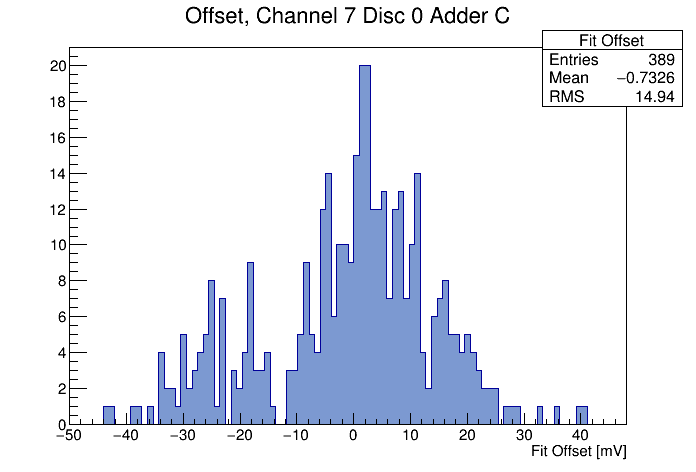 Offset, Channel 7 Disc 0 Adder C
Fit Offset
Entries 389
Mean −0.7326
RMS 14.94
20
18
16
14
12
10
8
6
4
2
0
−50 −40 −30 −20 −10 0 10 20 30 40
Fit Offset [mV]